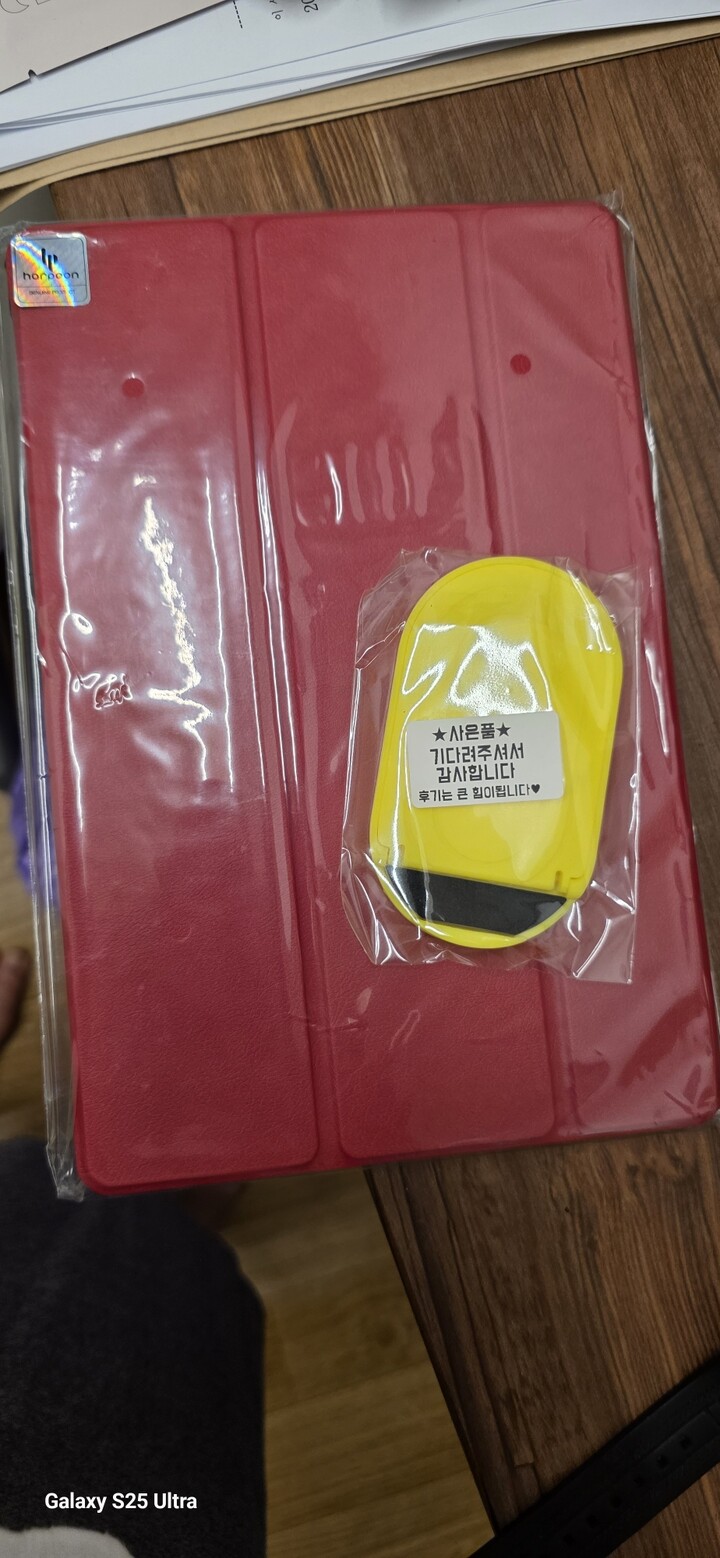 harpeon
★사은품★
기다려주셔서
감사합니다
후기는 큰 힘이됩니다♥
Galaxy S25 Ultra